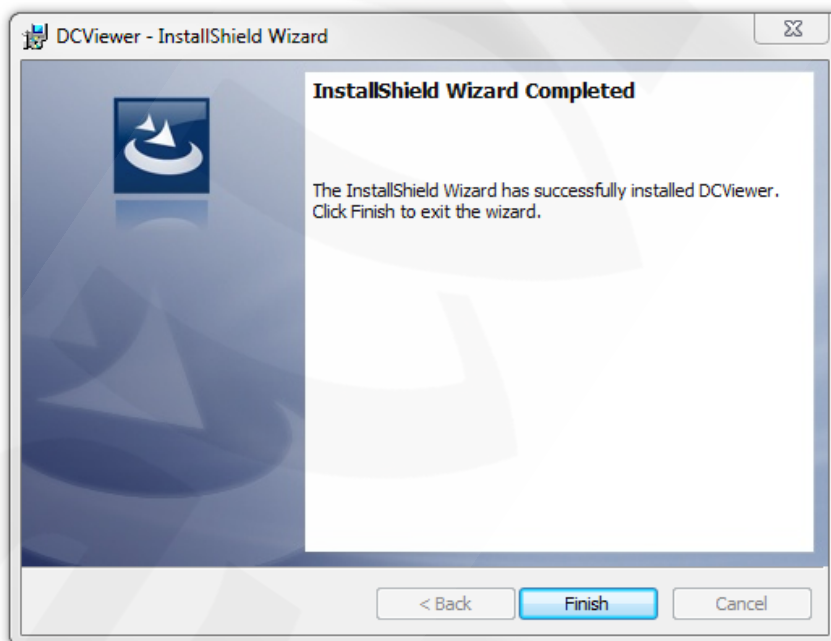 DCViewer - InstallShield Wizard
InstallShield Wizard Completed
The InstallShield Wizard has successfully installed DCViewer.
Click Finish to exit the wizard.
< Back
Finish
Cancel